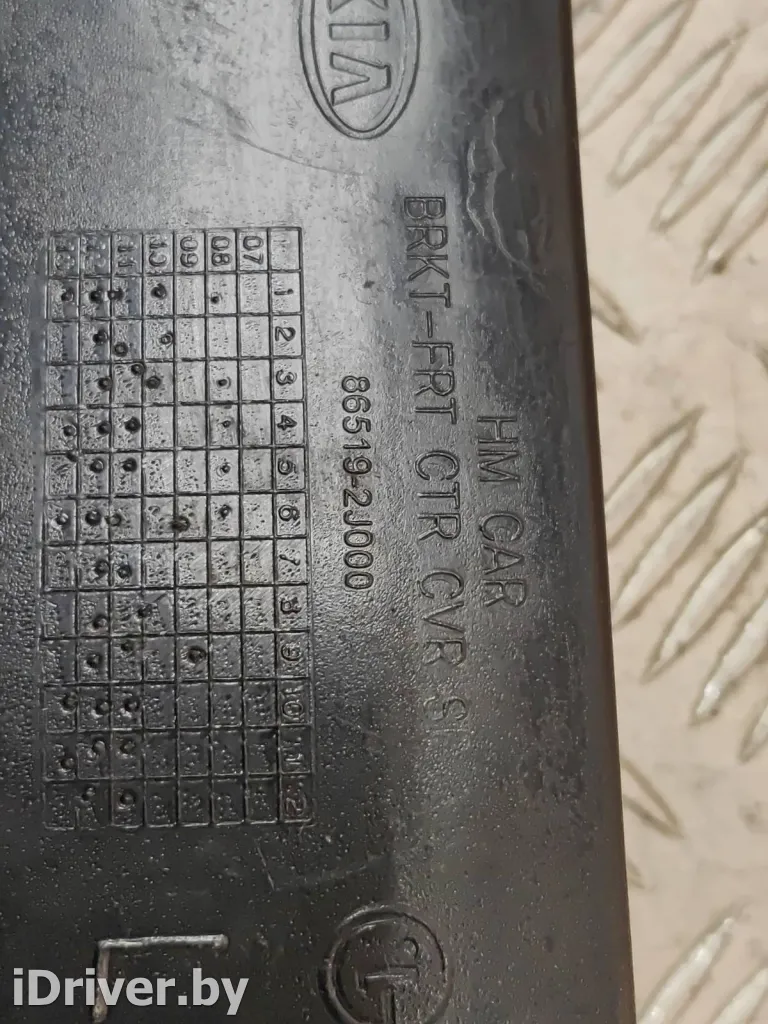 KIA
HM CAR
BRKT-FRT CTR CVR S
86519-2J000
1 2 3 4 5 6 7 8 9 10 11 12
07
08
09
10
11
12
L
iDriver.by